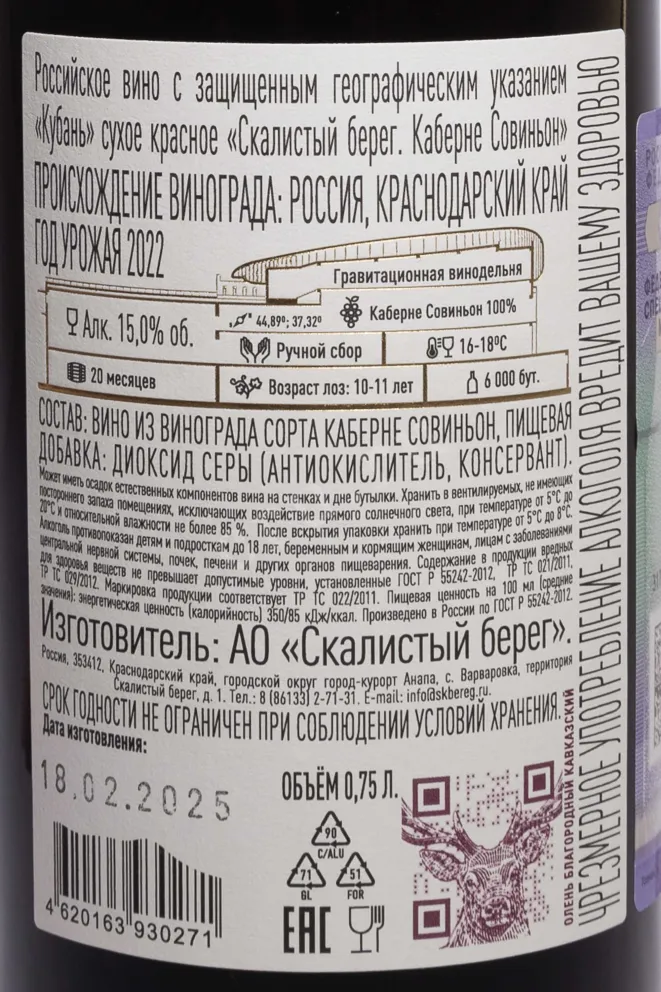 Российское вино с защищенным географическим указанием
«Кубань» сухое красное «Скалистый берег. Каберне Совиньон»
ПРОИСХОЖДЕНИЕ ВИНОГРАДА: РОССИЯ, КРАСНОДАРСКИЙ КРАЙ
ГОД УРОЖАЯ 2022
Гравитационная винодельня
Алк. 15,0% об.
44,89°; 37,32°
Каберне Совиньон 100%
Ручной сбор
16-18°C
20 месяцев
Возраст лоз: 10-11 лет
6 000 бут.
СОСТАВ: ВИНО ИЗ ВИНОГРАДА СОРТА КАБЕРНЕ СОВИНЬОН, ПИЩЕВАЯ
ДОБАВКА: ДИОКСИД СЕРЫ (АНТИОКИСЛИТЕЛЬ, КОНСЕРВАНТ).
Может иметь осадок естественных компонентов вина на стенках и дне бутылки. Хранить в вентилируемых, не имеющих
постороннего запаха помещениях, исключающих воздействие прямого солнечного света, при температуре от 5°C до
20°C и относительной влажности не более 85 %. После вскрытия упаковки хранить при температуре от 5°C до 8°C.
Алкоголь противопоказан детям и подросткам до 18 лет, беременным и кормящим женщинам, лицам с заболеваниями
центральной нервной системы, почек, печени и других органов пищеварения. Содержание в продукции вредных
для здоровья веществ не превышает допустимые уровни, установленные ГОСТ Р 55242-2012, ТР ТС 021/2011,
ТР ТС 029/2012. Маркировка продукции соответствует ТР ТС 022/2011. Пищевая ценность на 100 мл (средние
значения): энергетическая ценность (калорийность) 350/85 кДж/ккал. Произведено в России по ГОСТ Р 55242-2012.
Изготовитель: АО «Скалистый берег».
Россия, 353412, Краснодарский край, городской округ город-курорт Анапа, с. Варваровка, территория
Скалистый берег, д. 1. Тел.: 8 (86133) 2-71-31. E-mail: info@skbereg.ru.
СРОК ГОДНОСТИ НЕ ОГРАНИЧЕН ПРИ СОБЛЮДЕНИИ УСЛОВИЙ ХРАНЕНИЯ.
Дата изготовления:
18.02.2025
ОБЪЁМ 0,75 Л.
90
C/ALU
71
GL
51
FOR
EAC
4 620163 930271
ОЛЕНЬ БЛАГОРОДНЫЙ КАВКАЗСКИЙ
ЧРЕЗМЕРНОЕ УПОТРЕБЛЕНИЕ АЛКОГОЛЯ ВРЕДИТ ВАШЕМУ ЗДОРОВЬЮ